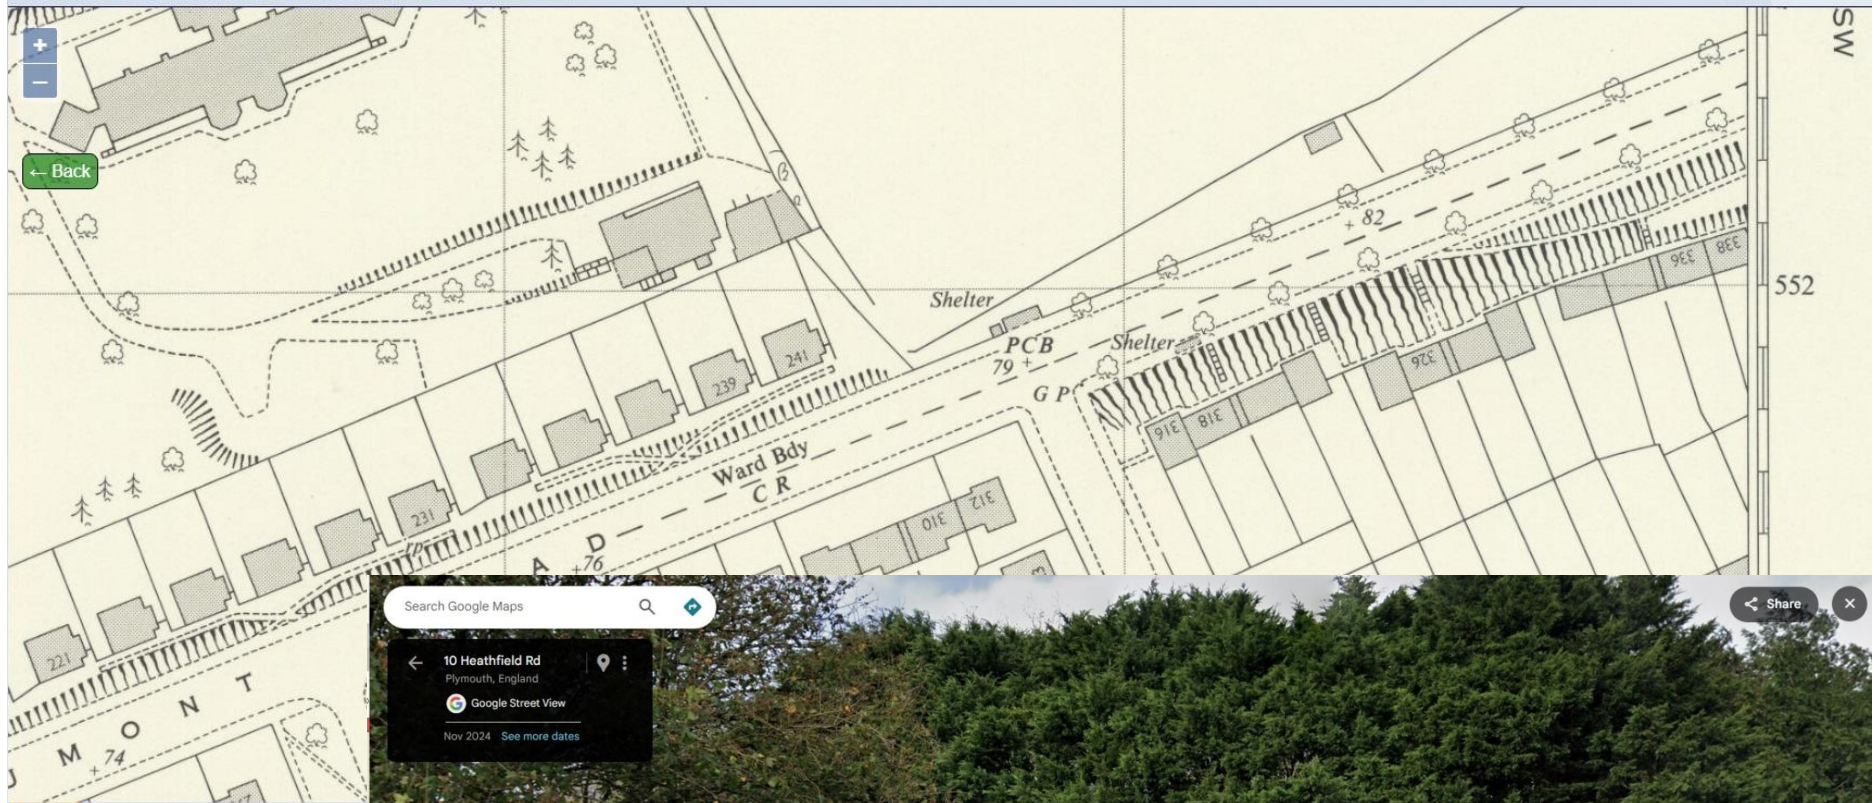 +
SW
−
← Back
B
82
552
Shelter
336
338
PCB
Shelter
79 +
G P
326
241
239
316
318
Ward Bdy
C R
312
310
231
A D
76
221
U M O N T
74
Search Google Maps
Share
10 Heathfield Rd
Plymouth, England
Google Street View
Nov 2024 See more dates